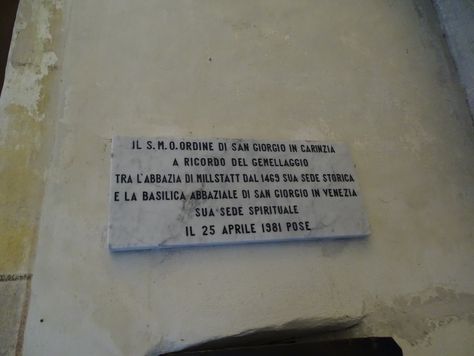 IL S.M.O. ORDINE DI SAN GIORGIO IN CARINZIA
A RICORDO DEL GEMELLAGGIO
TRA L'ABBAZIA DI MILLSTATT DAL 1469 SUA SEDE STORICA
E LA BASILICA ABBAZIALE DI SAN GIORGIO IN VENEZIA
SUA SEDE SPIRITUALE
IL 25 APRILE 1981 POSE